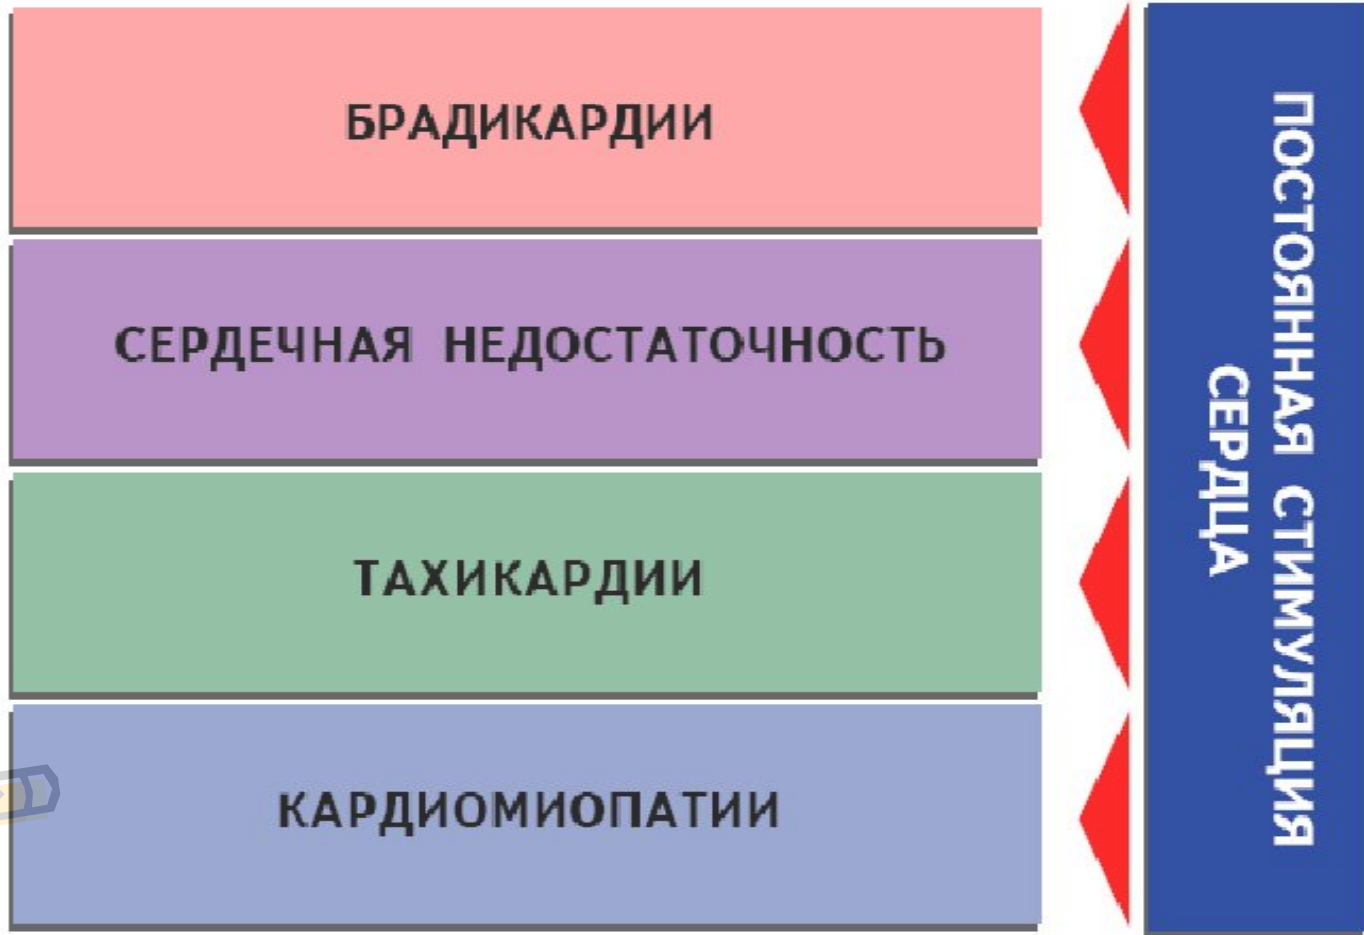 БРАДИКАРДИИ
СЕРДЕЧНАЯ НЕДОСТАТОЧНОСТЬ
ТАХИКАРДИИ
КАРДИОМИОПАТИИ
ПОСТОЯННАЯ СТИМУЛЯЦИЯ
СЕРДЦА